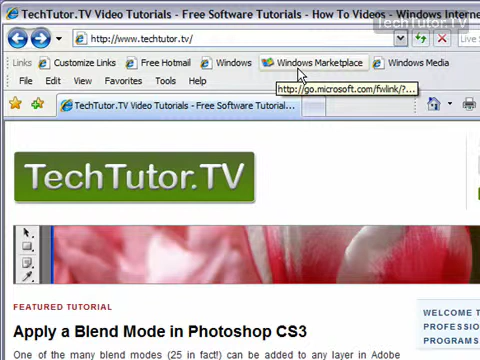 TechTutor.TV Video Tutorials - Free Software Tutorials - How To Videos - Windows Interne
TechTutor.TV
http://www.techtutor.tv/
Links Customize Links Free Hotmail Windows Windows Marketplace Windows Media
File Edit View Favorites Tools Help
http://go.microsoft.com/fwlink/?...
TechTutor.TV Video Tutorials - Free Software Tutorial...
TechTutor.TV
FEATURED TUTORIAL
Apply a Blend Mode in Photoshop CS3
One of the many blend modes (25 in fact!) can be added to any layer in Adobe
WELCOME T
PROFESSIO
PROGRAMS